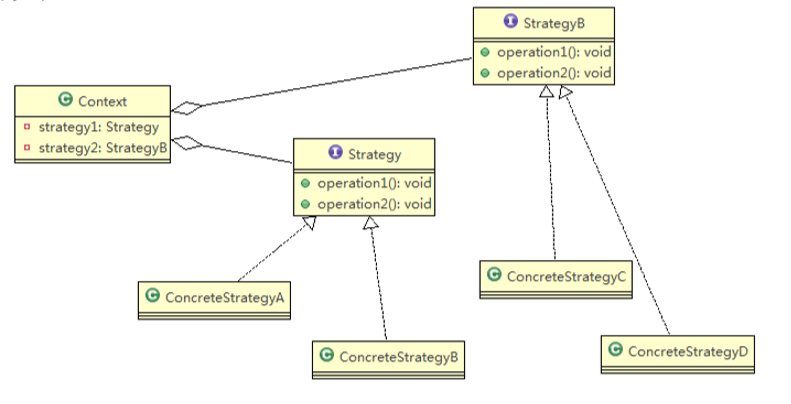 StrategyB
operation1(): void
operation2(): void
Context
strategy1: Strategy
strategy2: StrategyB
Strategy
operation1(): void
operation2(): void
ConcreteStrategyC
ConcreteStrategyA
ConcreteStrategyB
ConcreteStrategyD